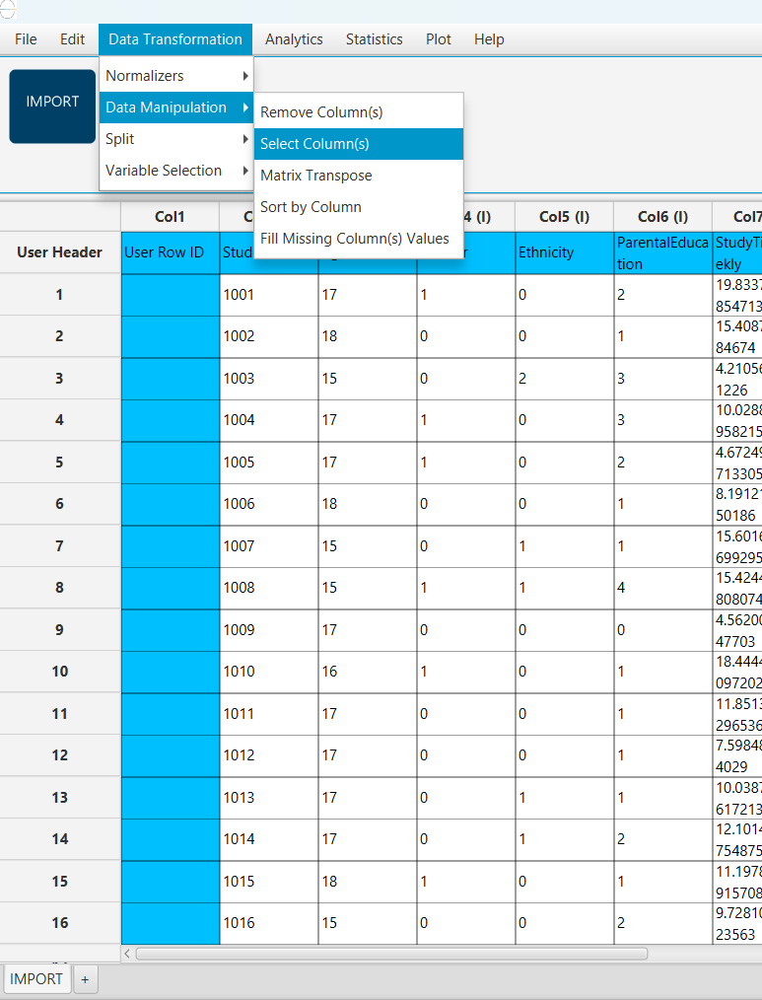 File Edit Data Transformation Analytics Statistics Plot Help
Normalizers
IMPORT
Data Manipulation
Remove Column(s)
Split
Select Column(s)
Variable Selection
Matrix Transpose
Sort by Column
Fill Missing Column(s) Values
Col1 C 4 (I) Col5 (I) Col6 (I) Col7
User Header User Row ID Stud Ethnicity ParentalEduca StudyTi
tion ekly
1 1001 17 1 0 2 19.8337
854713
2 1002 18 0 0 1 15.4087
84674
3 1003 15 0 2 3 4.21056
1226
4 1004 17 1 0 3 10.0288
958215
5 1005 17 1 0 2 4.67249
713305
6 1006 18 0 0 1 8.19121
50186
7 1007 15 0 1 1 15.6016
699295
8 1008 15 1 1 4 15.4244
808074
9 1009 17 0 0 0 4.56200
47703
10 1010 16 1 0 1 18.4444
097202
11 1011 17 0 0 1 11.8513
296536
12 1012 17 0 0 1 7.59848
4029
13 1013 17 0 1 1 10.0387
617213
14 1014 17 0 1 2 12.1014
754875
15 1015 18 1 0 1 11.1978
915708
16 1016 15 0 0 2 9.72810
23563
IMPORT +